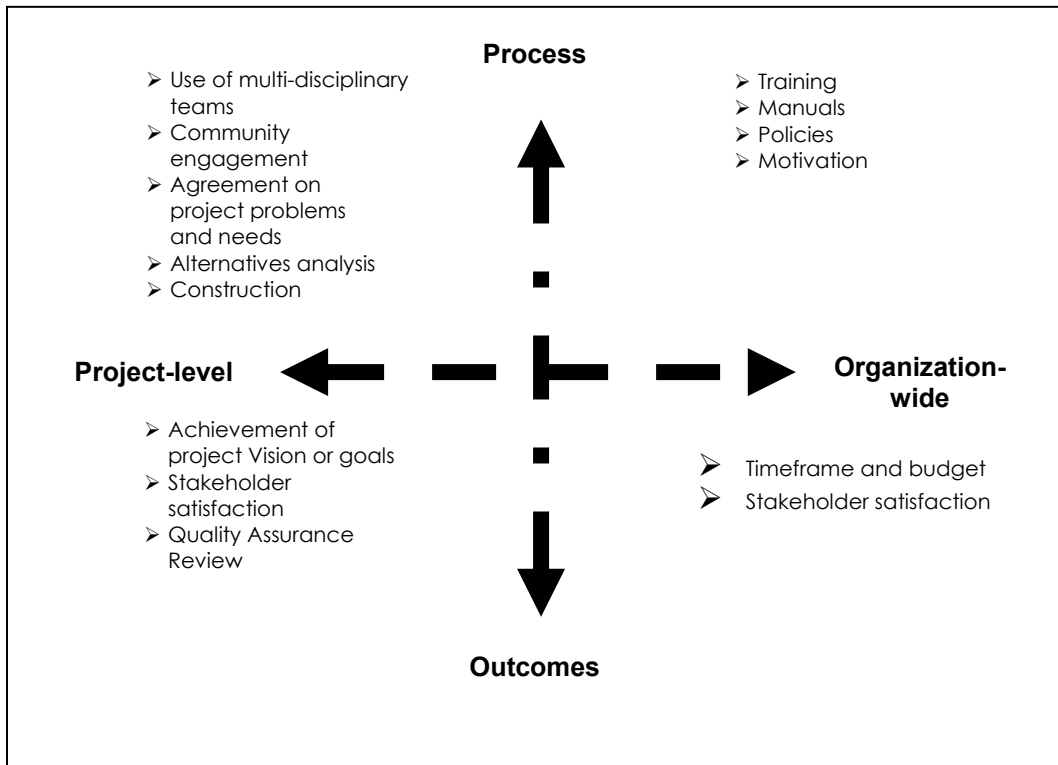 Process
➢ Use of multi-disciplinary
teams
➢ Community
engagement
➢ Agreement on
project problems
and needs
➢ Alternatives analysis
➢ Construction
➢ Training
➢ Manuals
➢ Policies
➢ Motivation
Project-level
Organization-
wide
➢ Achievement of
project Vision or goals
➢ Stakeholder
satisfaction
➢ Quality Assurance
Review
➢ Timeframe and budget
➢ Stakeholder satisfaction
Outcomes